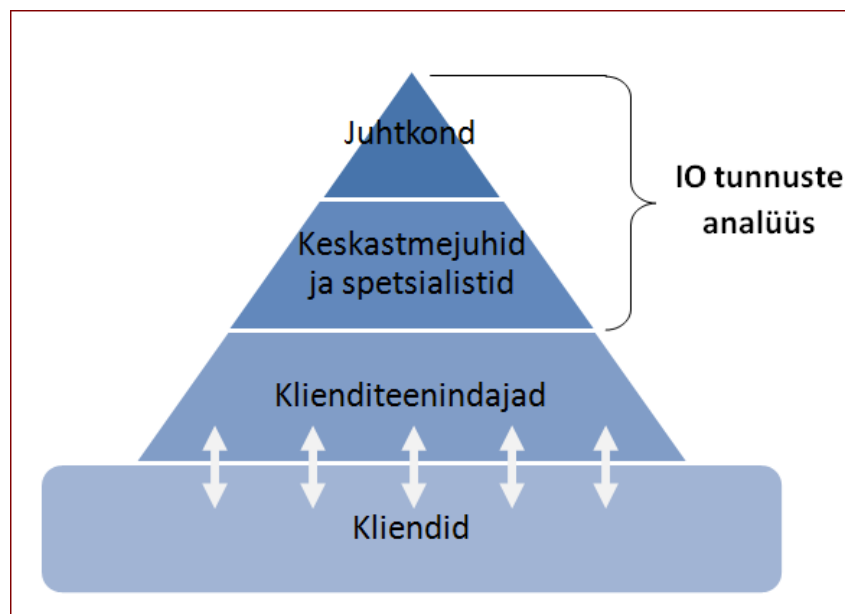 Juhtkond
Keskastmejuhid
ja spetsialistid
IO tunnuste
analüüs
Klienditeenindajad
Kliendid